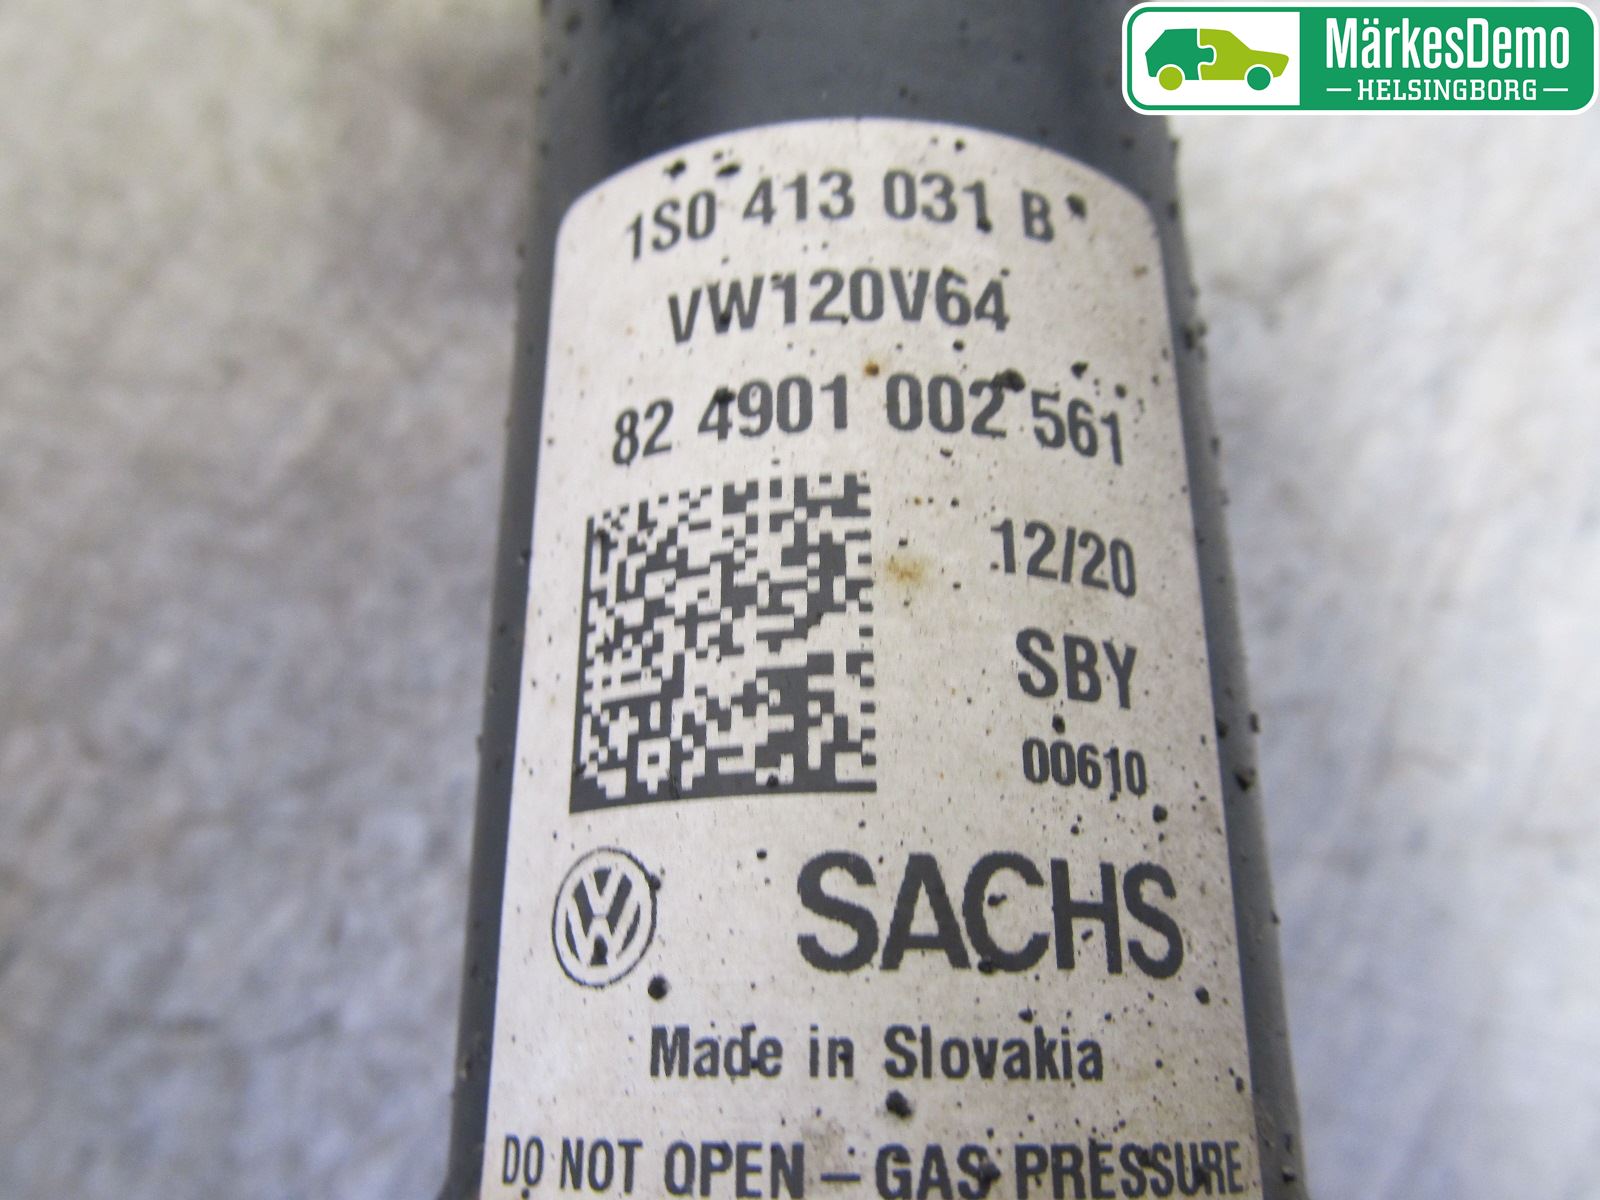 MärkesDemo
HELSINGBORG
1S0 413 031 B
VW120V64
82 4901 002 561
12/20
SBY
00610
SACHS
Made in Slovakia
DO NOT OPEN – GAS PRESSURE